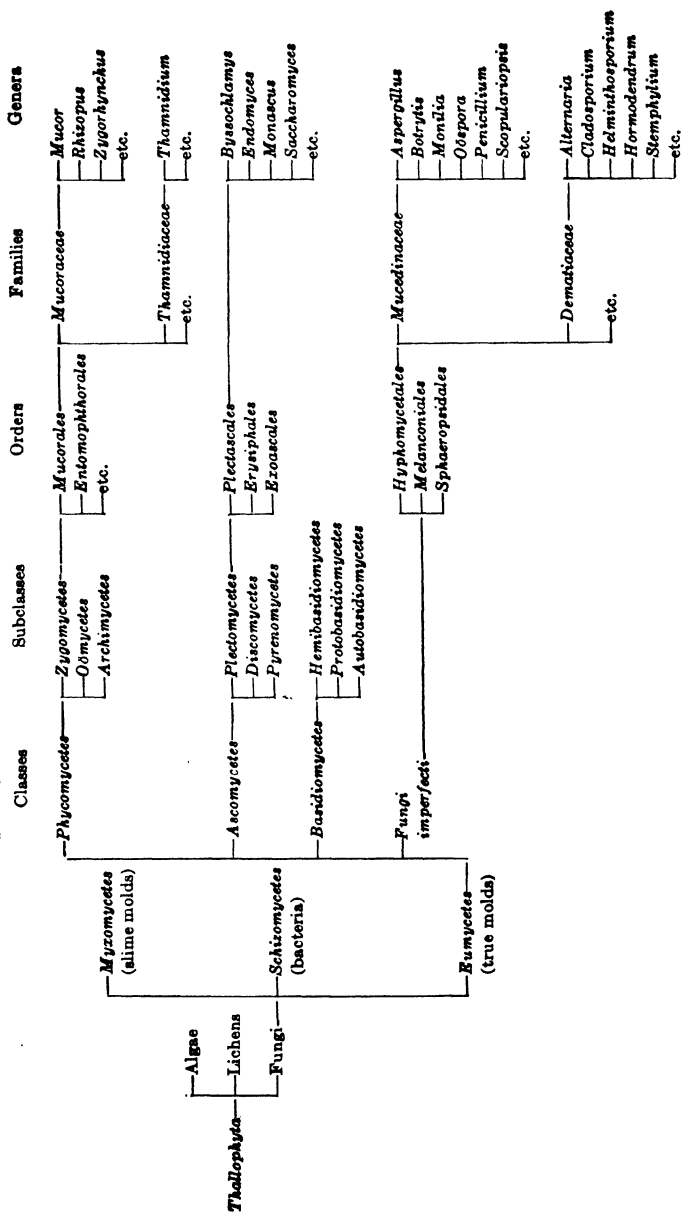 Classes Subclasses Orders Families Genera
Thallophyta
Algae
Lichens
Fungi
Myxomycetes
(slime molds)
Schizomycetes
(bacteria)
Eumycetes
(true molds)
Phycomycetes
Zygomycetes
Oömycetes
Archimycetes
Mucorales
Entomophthorales
etc.
Mucoraceae
Mucor
Rhizopus
Zygorhynchus
etc.
Thamnidiaceae
etc.
Thamnidium
etc.
Ascomycetes
Plectomycetes
Discomycetes
Pyrenomycetes
Plectascales
Erysiphales
Exoascales
Byssochlamys
Endomyces
Monascus
Saccharomyces
etc.
Basidiomycetes
Hemibasidiomycetes
Protobasidiomycetes
Autobasidiomycetes
Fungi
imperfecti
Hyphomycetales
Melanconiales
Sphaeropsidales
Mucedinaceae
Aspergillus
Botrytis
Monilia
Oöspora
Penicillium
Scopulariopsis
etc.
Dematiaceae
etc.
Alternaria
Cladosporium
Helminthosporium
Hormodendrum
Stemphylium
etc.